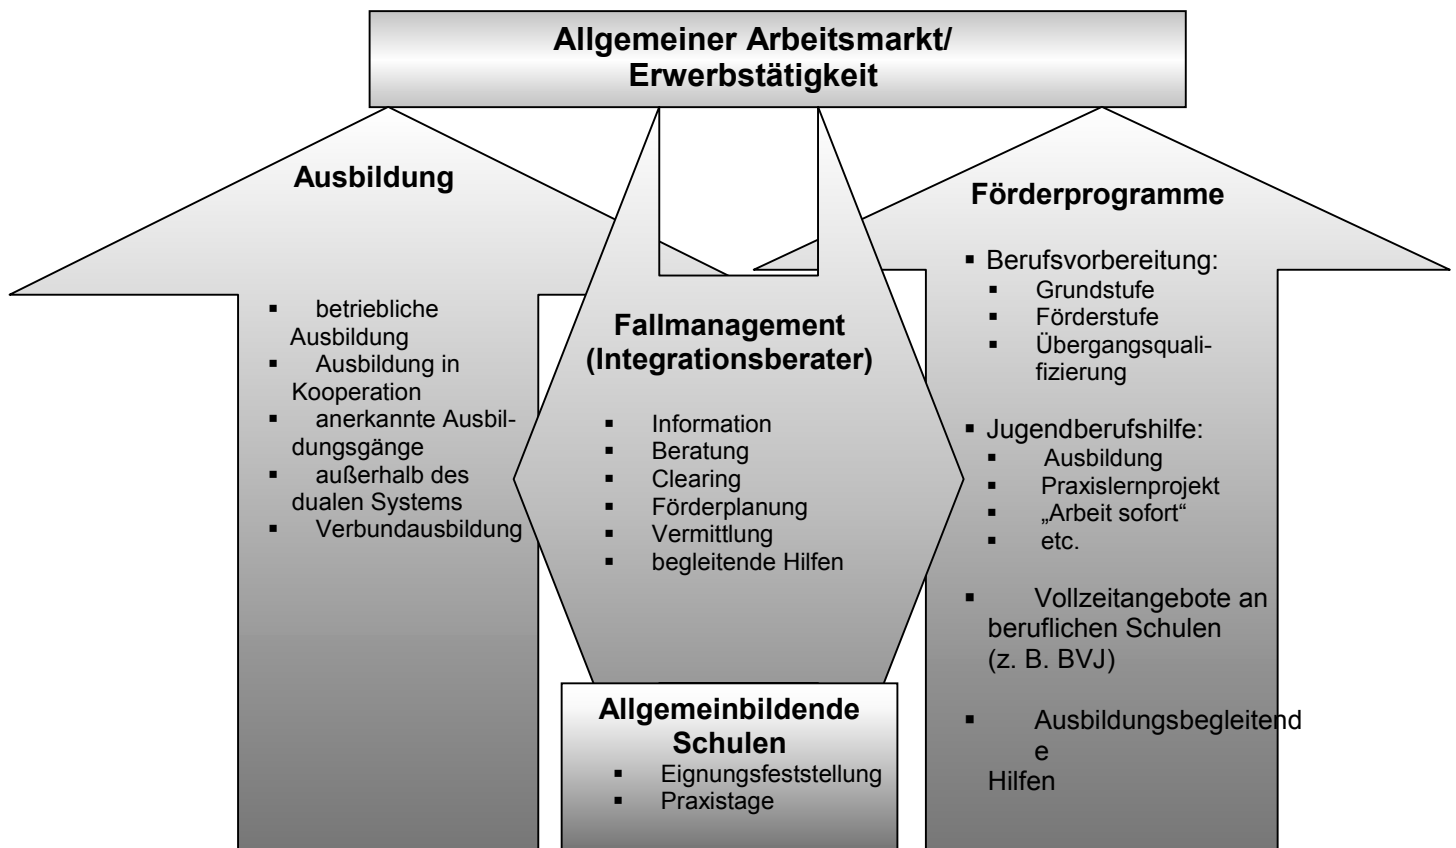 Allgemeiner Arbeitsmarkt/
Erwerbstätigkeit
Ausbildung
▪ betriebliche
Ausbildung
▪ Ausbildung in
Kooperation
▪ anerkannte Ausbil-
dungsgänge
▪ außerhalb des
dualen Systems
▪ Verbundausbildung
Fallmanagement
(Integrationsberater)
▪ Information
▪ Beratung
▪ Clearing
▪ Förderplanung
▪ Vermittlung
▪ begleitende Hilfen
Allgemeinbildende
Schulen
▪ Eignungsfeststellung
▪ Praxistage
Förderprogramme
▪ Berufsvorbereitung:
▪ Grundstufe
▪ Förderstufe
▪ Übergangsquali-
fizierung
▪ Jugendberufshilfe:
▪ Ausbildung
▪ Praxislernprojekt
▪ „Arbeit sofort“
▪ etc.
▪ Vollzeitangebote an
beruflichen Schulen
(z. B. BVJ)
▪ Ausbildungsbegleitend
e
Hilfen